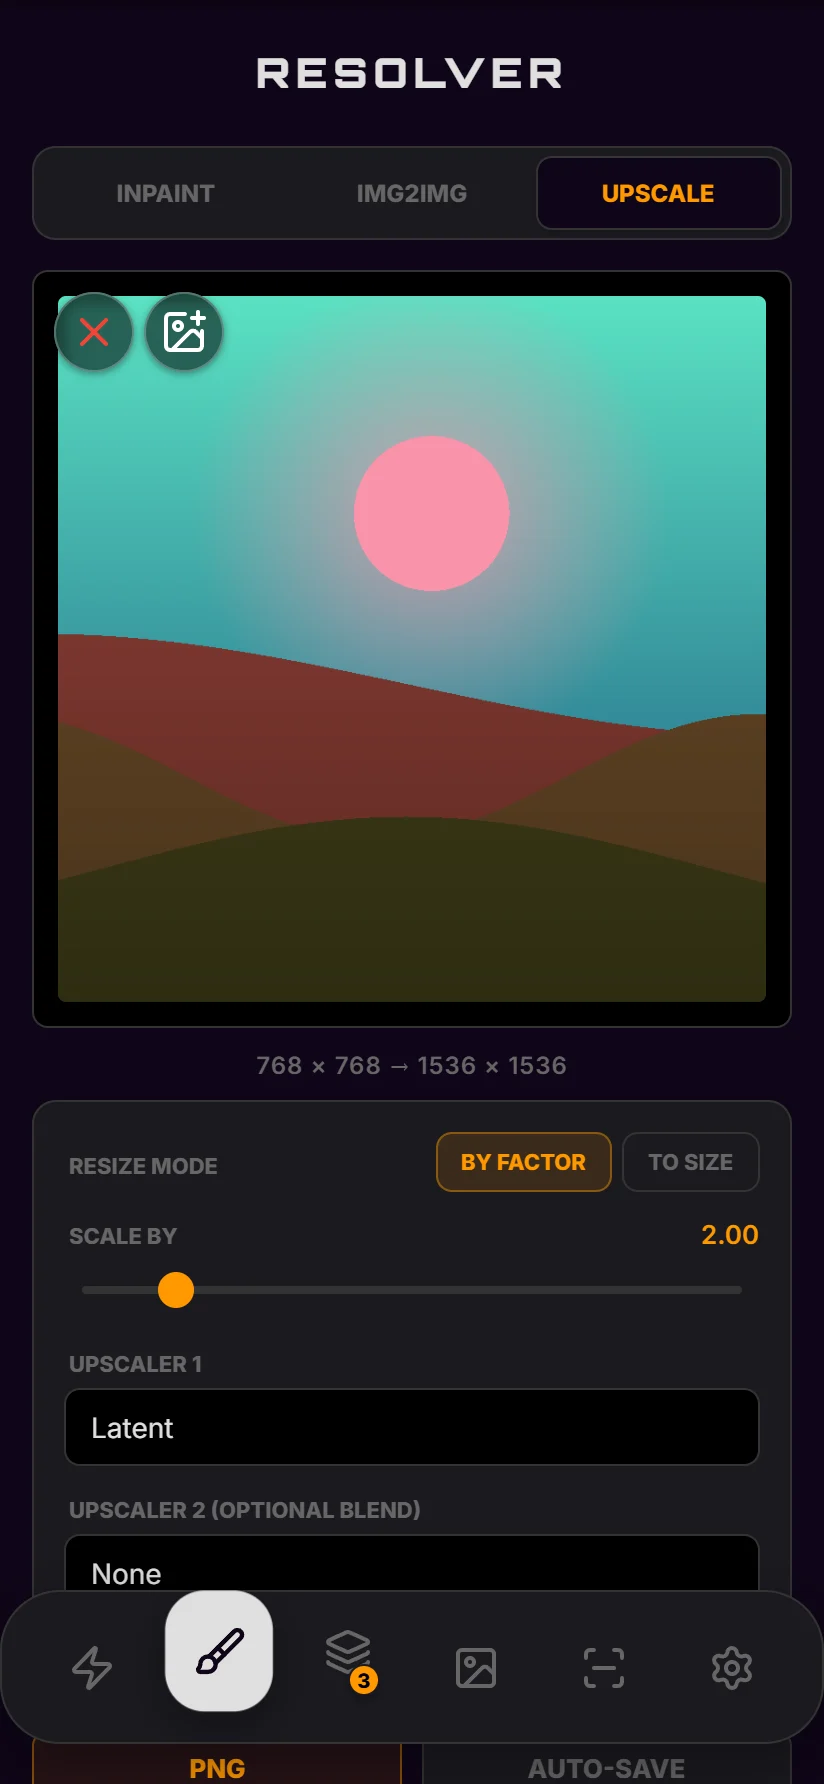 RESOLVER
INPAINT IMG2IMG UPSCALE
768 × 768 → 1536 × 1536
RESIZE MODE BY FACTOR TO SIZE
SCALE BY 2.00
UPSCALER 1
Latent
UPSCALER 2 (OPTIONAL BLEND)
None
3
PNG AUTO-SAVE